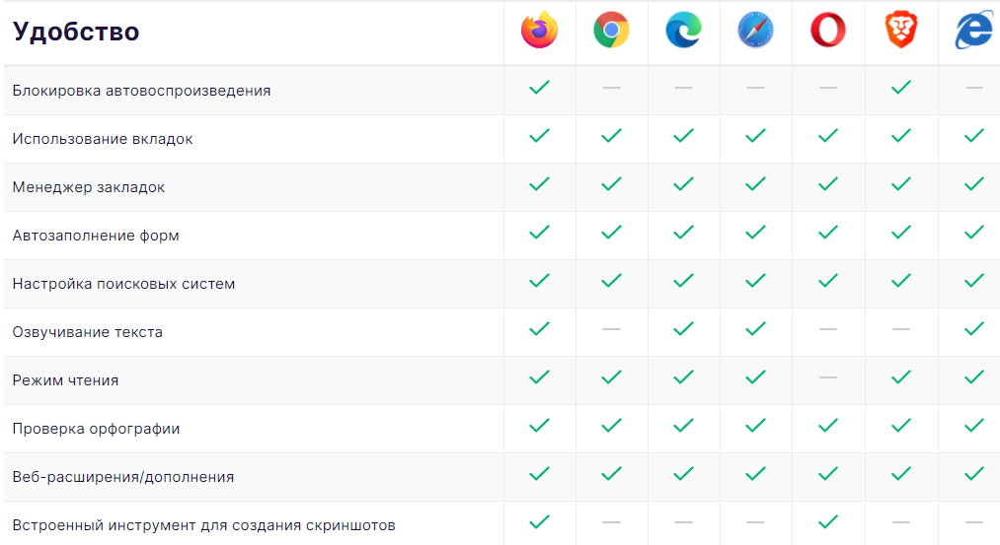 Удобство
Блокировка автовоспроизведения
Использование вкладок
Менеджер закладок
Автозаполнение форм
Настройка поисковых систем
Озвучивание текста
Режим чтения
Проверка орфографии
Веб-расширения/дополнения
Встроенный инструмент для создания скриншотов